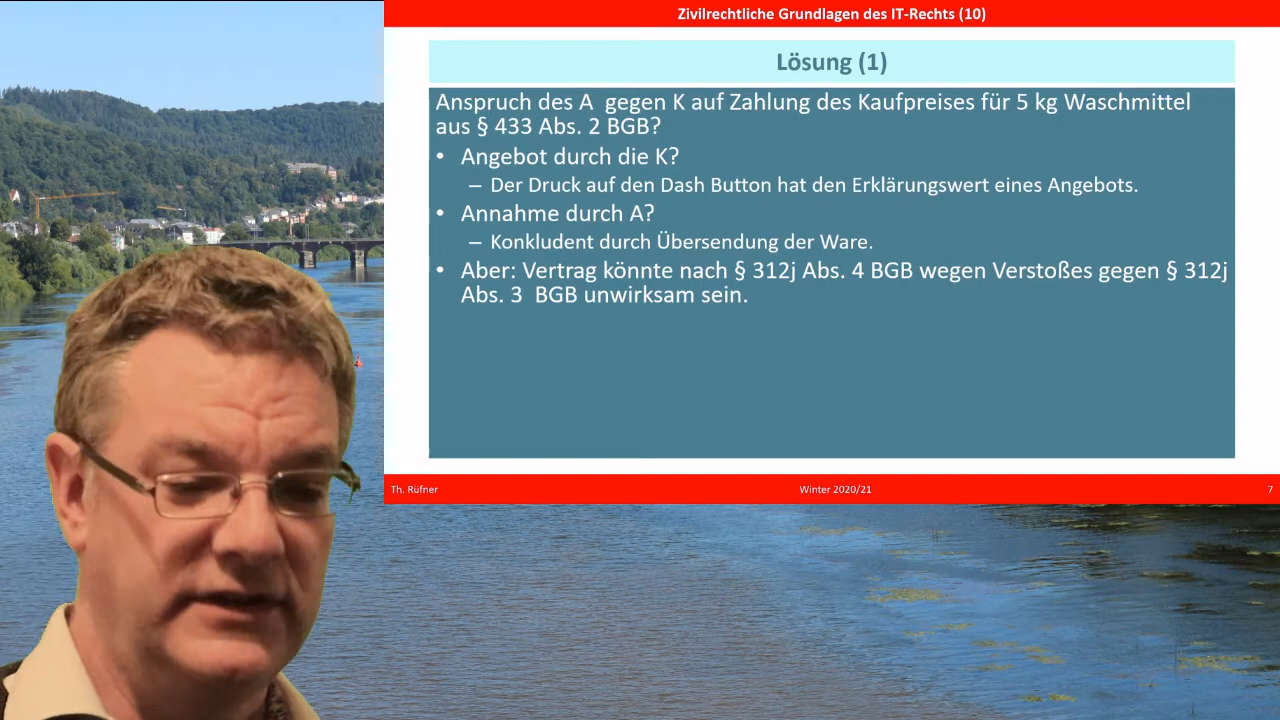 Zivilrechtliche Grundlagen des IT-Rechts (10)
Lösung (1)
Anspruch des A  gegen K auf Zahlung des Kaufpreises für 5 kg Waschmittel
aus § 433 Abs. 2 BGB?
• Angebot durch die K?
– Der Druck auf den Dash Button hat den Erklärungswert eines Angebots.
• Annahme durch A?
– Konkludent durch Übersendung der Ware.
• Aber: Vertrag könnte nach § 312j Abs. 4 BGB wegen Verstoßes gegen § 312j
Abs. 3  BGB unwirksam sein.
Th. Rüfner
Winter 2020/21
7